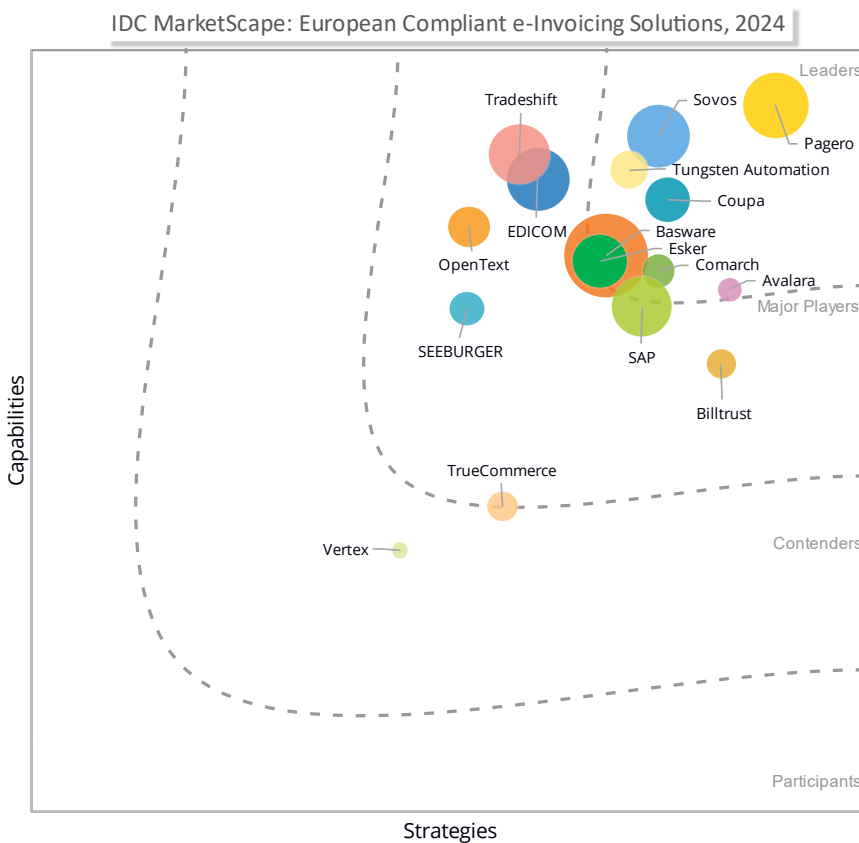 IDC MarketScape: European Compliant e-Invoicing Solutions, 2024
Leaders
Tradeshift
Sovos
Pagero
Tungsten Automation
Coupa
EDICOM
Basware
Esker
OpenText
Comarch
Avalara
Major Players
SEEBURGER
SAP
Billtrust
Capabilities
TrueCommerce
Contenders
Vertex
Participants
Strategies